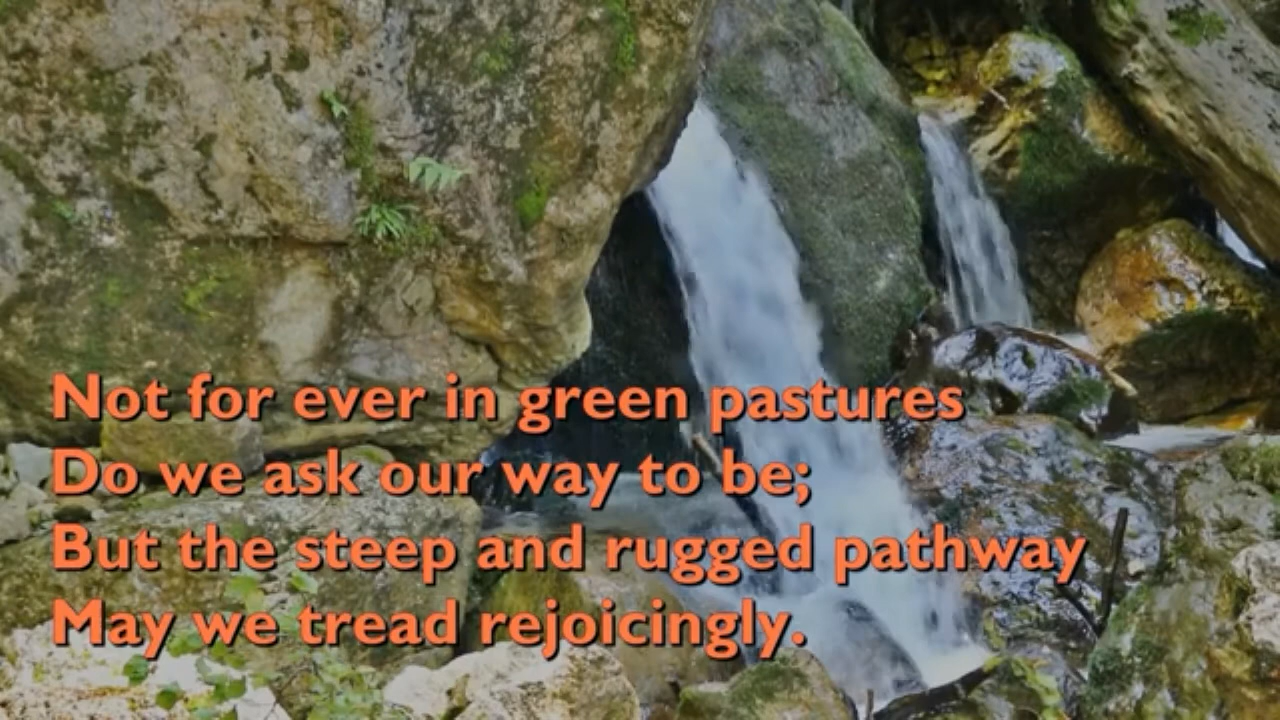 Not for ever in green pastures
Do we ask our way to be;
But the steep and rugged pathway
May we tread rejoicingly.